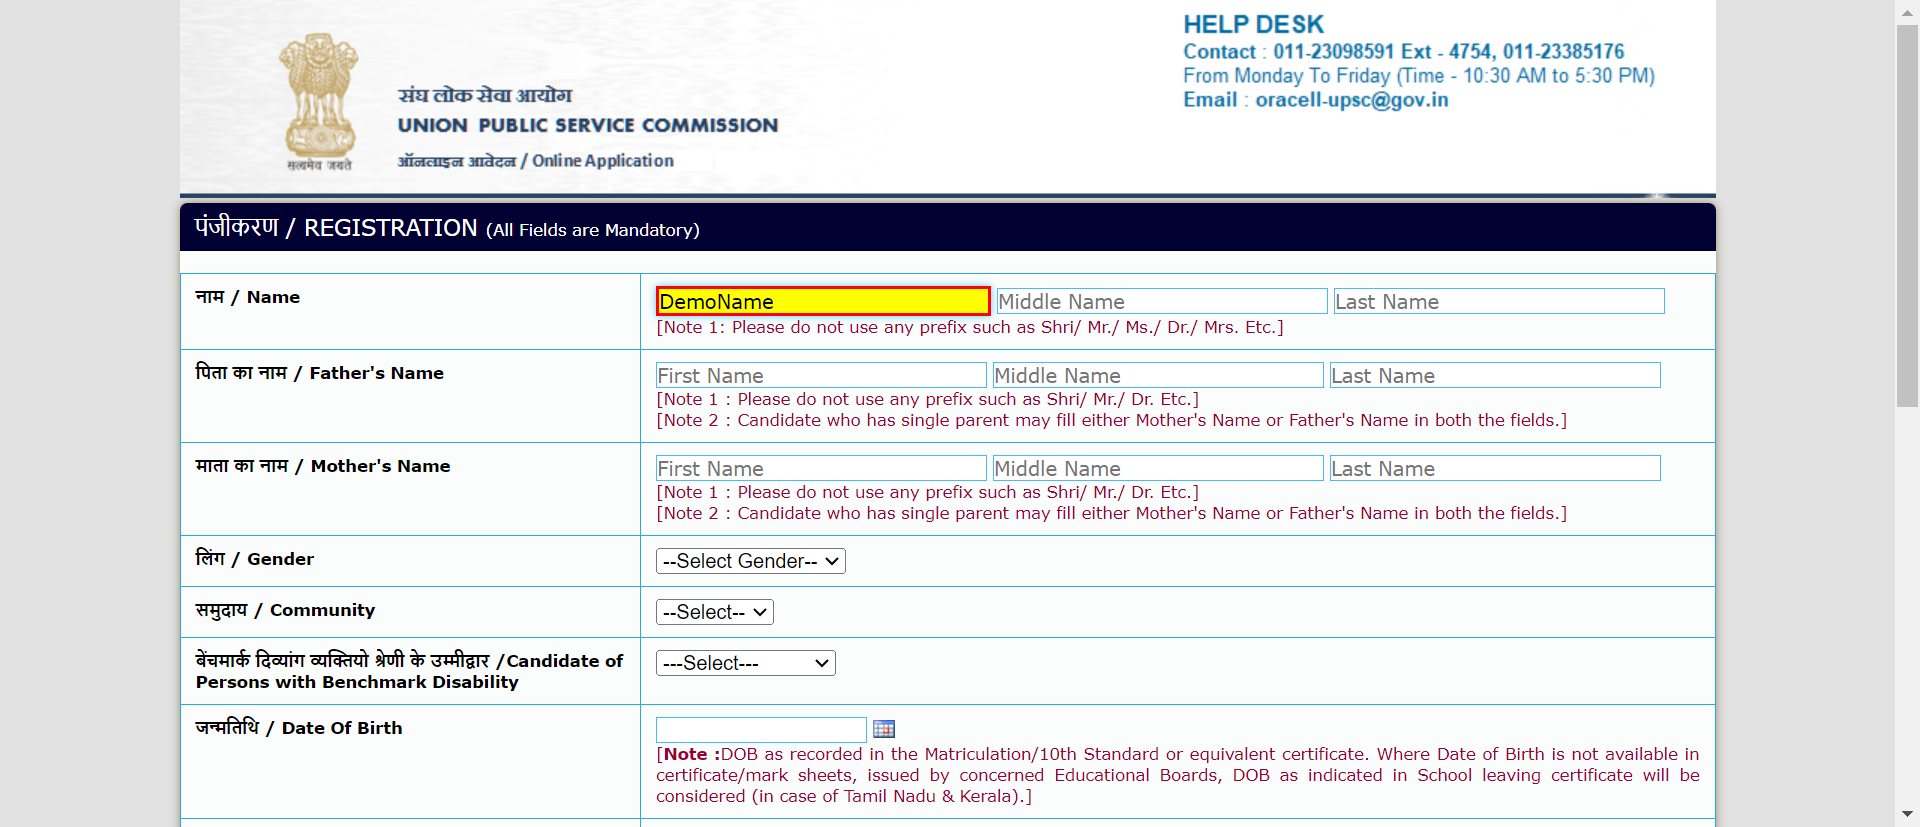 HELP DESK
Contact : 011-23098591 Ext - 4754, 011-23385176
From Monday To Friday (Time - 10:30 AM to 5:30 PM)
Email : oracell-upsc@gov.in
संघ लोक सेवा आयोग
UNION PUBLIC SERVICE COMMISSION
ऑनलाइन आवेदन / Online Application
सत्यमेव जयते
पंजीकरण / REGISTRATION (All Fields are Mandatory)
नाम / Name
DemoName Middle Name Last Name
[Note 1: Please do not use any prefix such as Shri/ Mr./ Ms./ Dr./ Mrs. Etc.]
पिता का नाम / Father's Name
First Name Middle Name Last Name
[Note 1 : Please do not use any prefix such as Shri/ Mr./ Dr. Etc.]
[Note 2 : Candidate who has single parent may fill either Mother's Name or Father's Name in both the fields.]
माता का नाम / Mother's Name
First Name Middle Name Last Name
[Note 1 : Please do not use any prefix such as Shri/ Mr./ Dr. Etc.]
[Note 2 : Candidate who has single parent may fill either Mother's Name or Father's Name in both the fields.]
लिंग / Gender
--Select Gender--
समुदाय / Community
--Select--
बेंचमार्क दिव्यांग व्यक्तियो श्रेणी के उम्मीद्वार /Candidate of
Persons with Benchmark Disability
---Select---
जन्मतिथि / Date Of Birth
[Note :DOB as recorded in the Matriculation/10th Standard or equivalent certificate. Where Date of Birth is not available in
certificate/mark sheets, issued by concerned Educational Boards, DOB as indicated in School leaving certificate will be
considered (in case of Tamil Nadu & Kerala).]